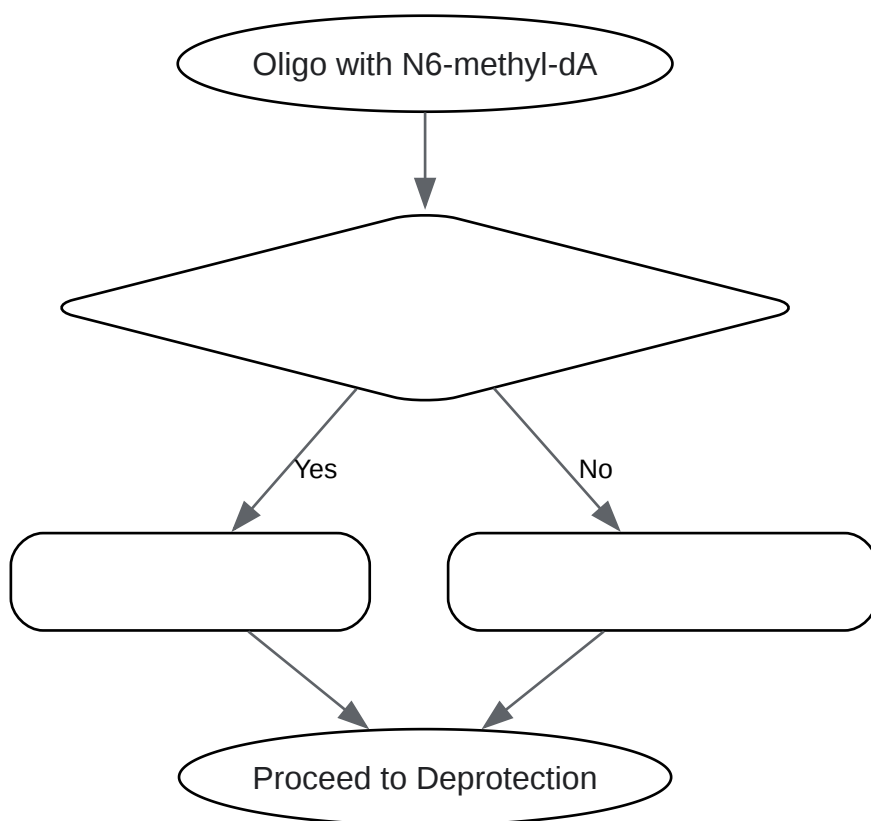 Oligo with N6-methyl-dA
Yes
No
Proceed to Deprotection